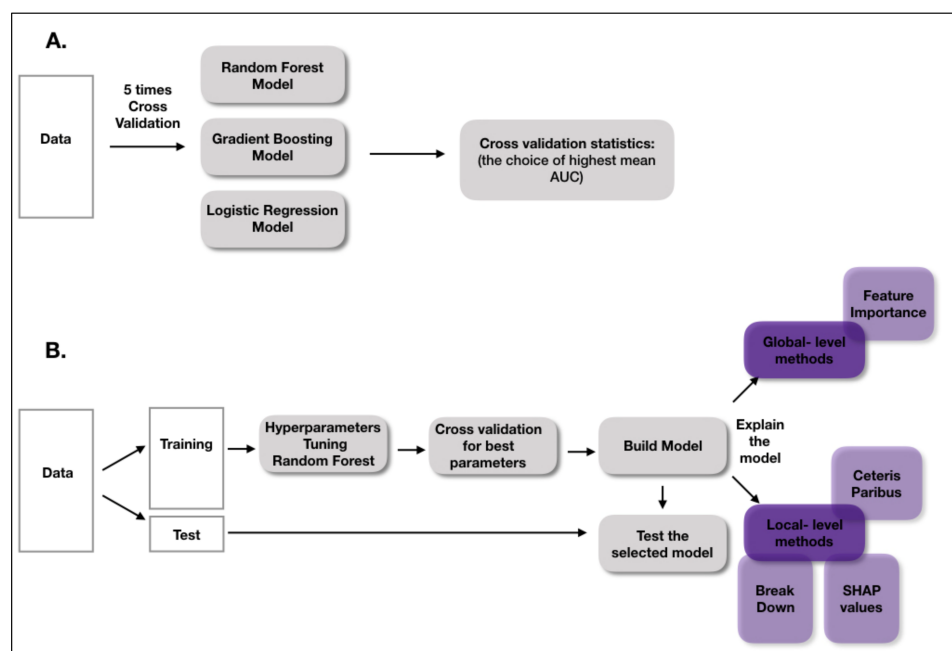 A.
Data
5 times
Cross
Validation
Random Forest
Model
Gradient Boosting
Model
Logistic Regression
Model
Cross validation statistics:
(the choice of highest mean
AUC)
B.
Data
Training
Test
Hyperparameters
Tuning
Random Forest
Cross validation
for best
parameters
Build Model
Test the
selected model
Explain
the
model
Feature
Importance
Global- level
methods
Ceteris
Paribus
Local- level
methods
Break
Down
SHAP
values